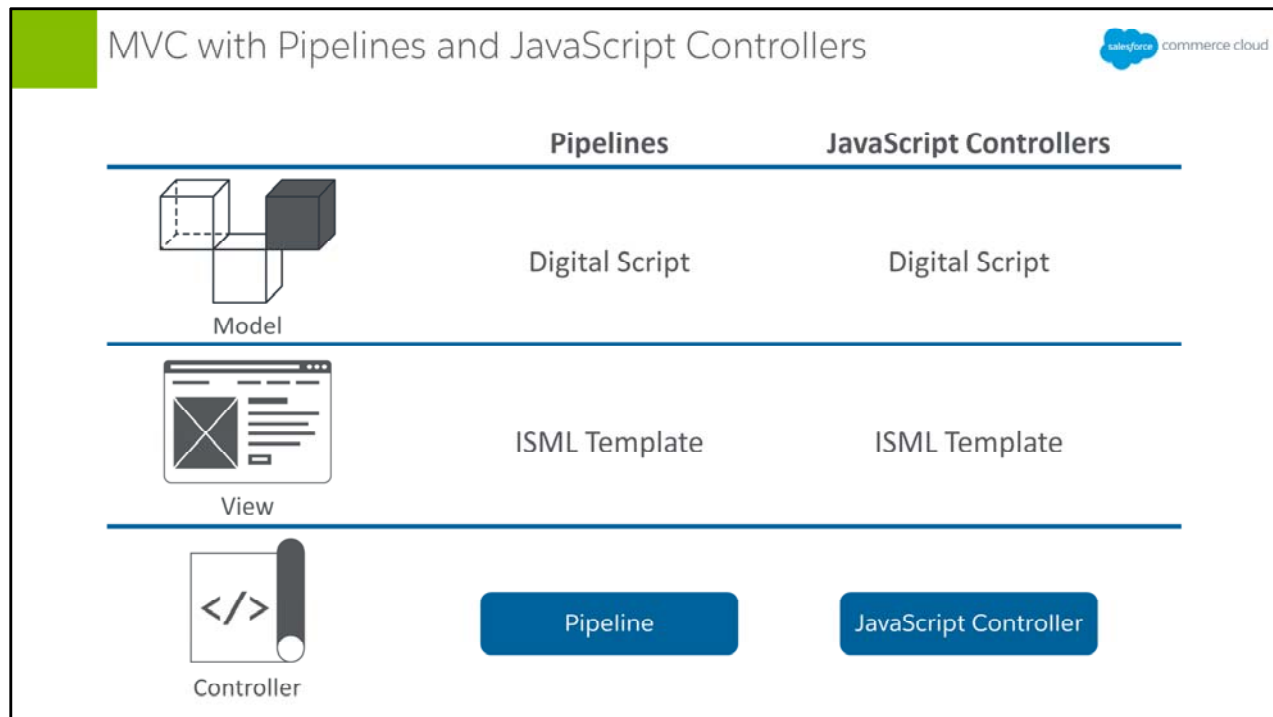 MVC with Pipelines and JavaScript Controllers
salesforce commerce cloud
Pipelines JavaScript Controllers
Digital Script Digital Script
Model
ISML Template ISML Template
View
</> Pipeline JavaScript Controller
Controller